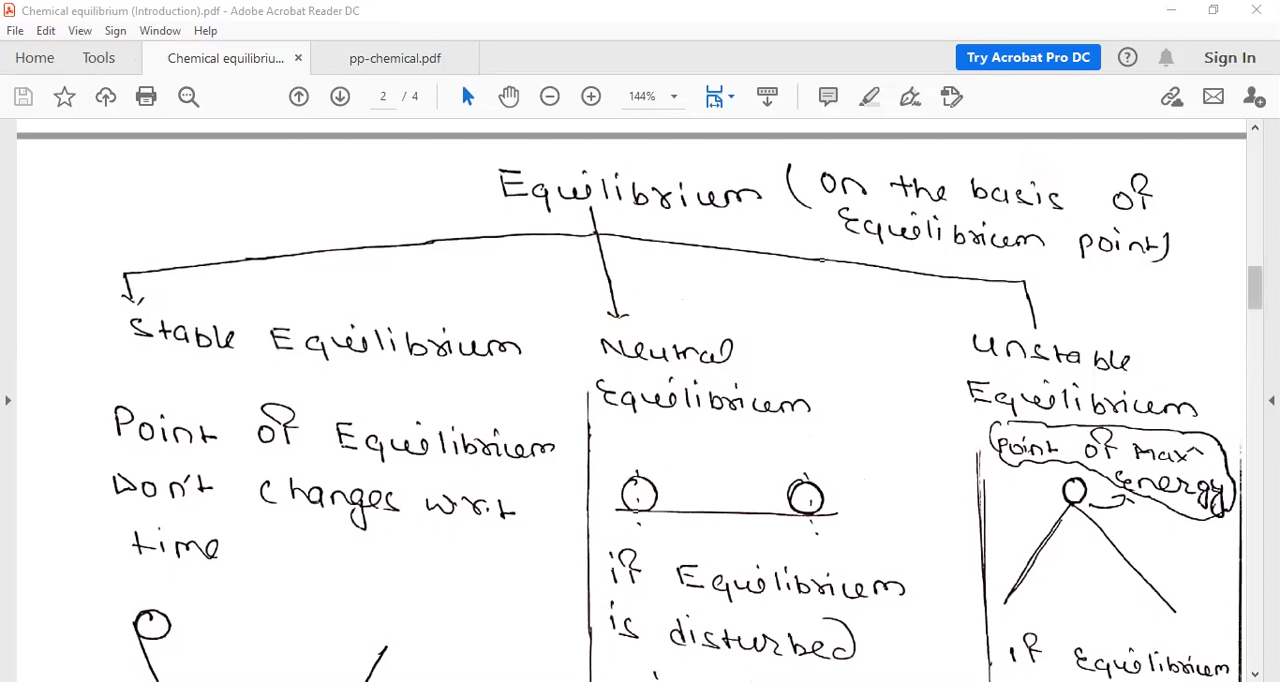 Chemical equilibrium (Introduction).pdf - Adobe Acrobat Reader DC
File Edit View Sign Window Help
Home Tools Chemical equilibriu... × pp-chemical.pdf Try Acrobat Pro DC ? Sign In
2 / 4 144%
Equilibrium (on the basis of
Equilibrium point)
Stable Equilibrium
Point of Equilibrium
Don't changes w.r.t
time
Neutral
Equilibrium
if Equilibrium
is disturbed
Unstable
Equilibrium
Point of Max
energy
if Equilibrium